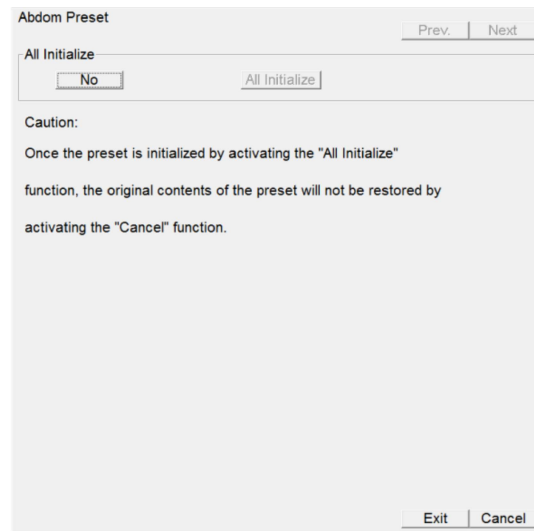 Abdom Preset
Prev. Next
All Initialize
No All Initialize
Caution:
Once the preset is initialized by activating the "All Initialize"
function, the original contents of the preset will not be restored by
activating the "Cancel" function.
Exit Cancel